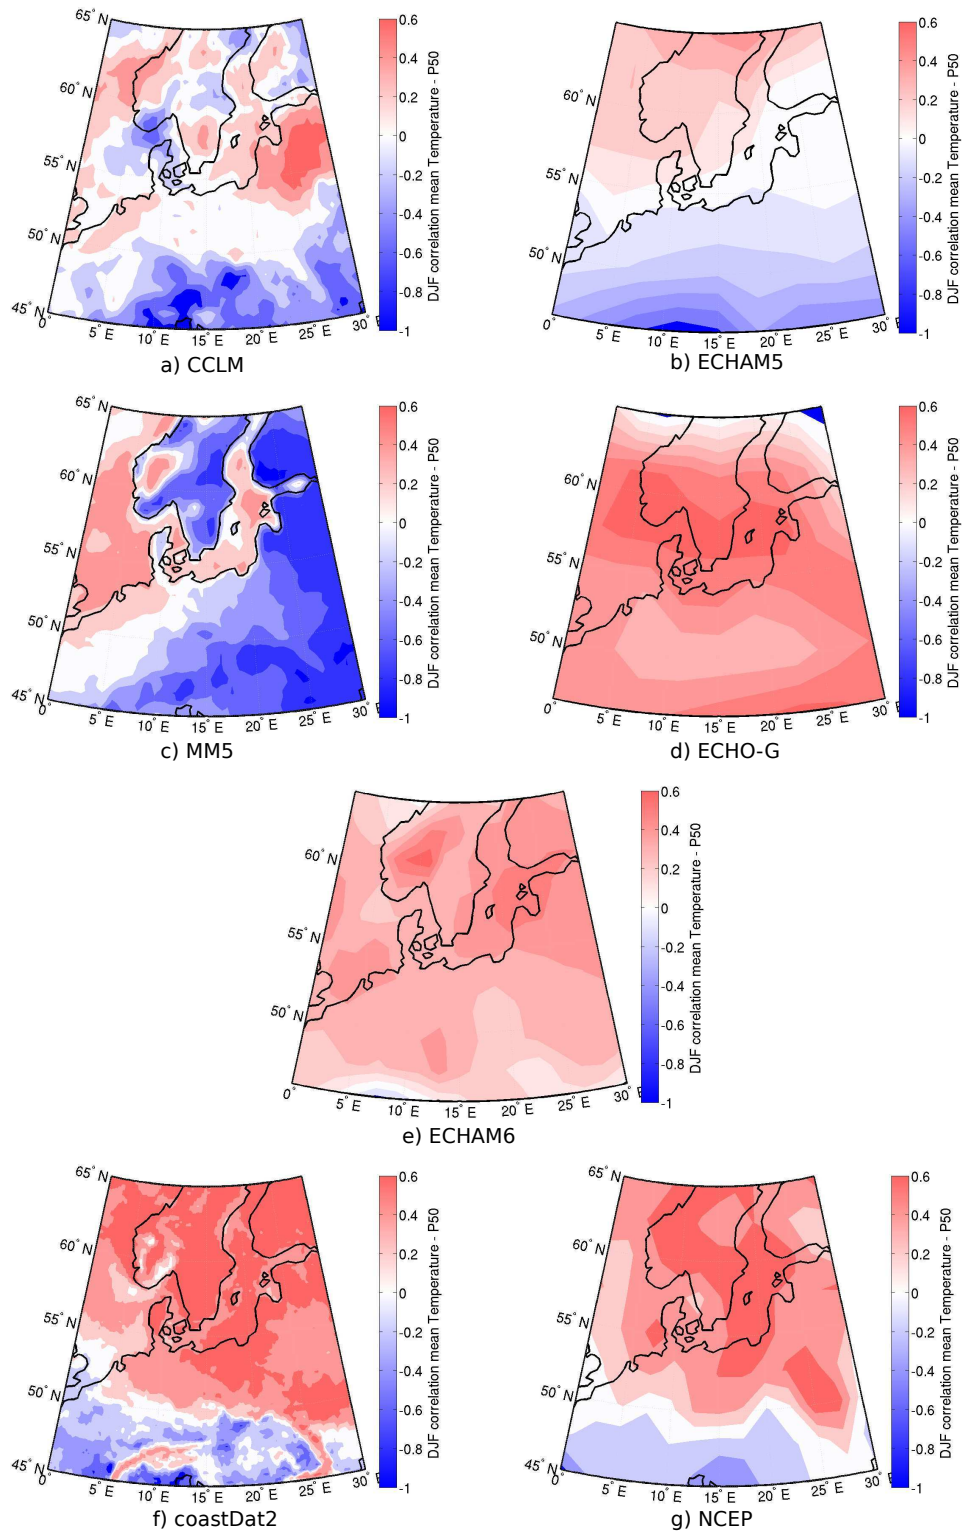 65° N
60° N
55° N
50° N
45° N
0°
5° E
10° E
15° E
20° E
25° E
30° E
0.6
0.4
0.2
0
-0.2
-0.4
-0.6
-0.8
-1
DJF correlation mean Temperature - P50
a) CCLM
60° N
55° N
50° N
45° N
0°
5° E
10° E
15° E
20° E
25° E
30° E
0.6
0.4
0.2
0
-0.2
-0.4
-0.6
-0.8
-1
DJF correlation mean Temperature - P50
b) ECHAM5
65° N
60° N
55° N
50° N
45° N
0°
5° E
10° E
15° E
20° E
25° E
30° E
0.6
0.4
0.2
0
-0.2
-0.4
-0.6
-0.8
-1
DJF correlation mean Temperature - P50
c) MM5
65° N
60° N
55° N
50° N
45° N
0°
5° E
10° E
15° E
20° E
25° E
30° E
0.6
0.4
0.2
0
-0.2
-0.4
-0.6
-0.8
-1
DJF correlation mean Temperature - P50
d) ECHO-G
60° N
55° N
50° N
0°
5° E
10° E
15° E
20° E
25° E
30° E
0.6
0.4
0.2
0
-0.2
-0.4
-0.6
-0.8
-1
DJF correlation mean Temperature - P50
e) ECHAM6
65° N
60° N
55° N
50° N
45° N
0°
5° E
10° E
15° E
20° E
25° E
30° E
0.6
0.4
0.2
0
-0.2
-0.4
-0.6
-0.8
-1
DJF correlation mean Temperature - P50
f) coastDat2
65° N
60° N
55° N
50° N
45° N
0°
5° E
10° E
15° E
20° E
25° E
30° E
0.6
0.4
0.2
0
-0.2
-0.4
-0.6
-0.8
-1
DJF correlation mean Temperature - P50
g) NCEP